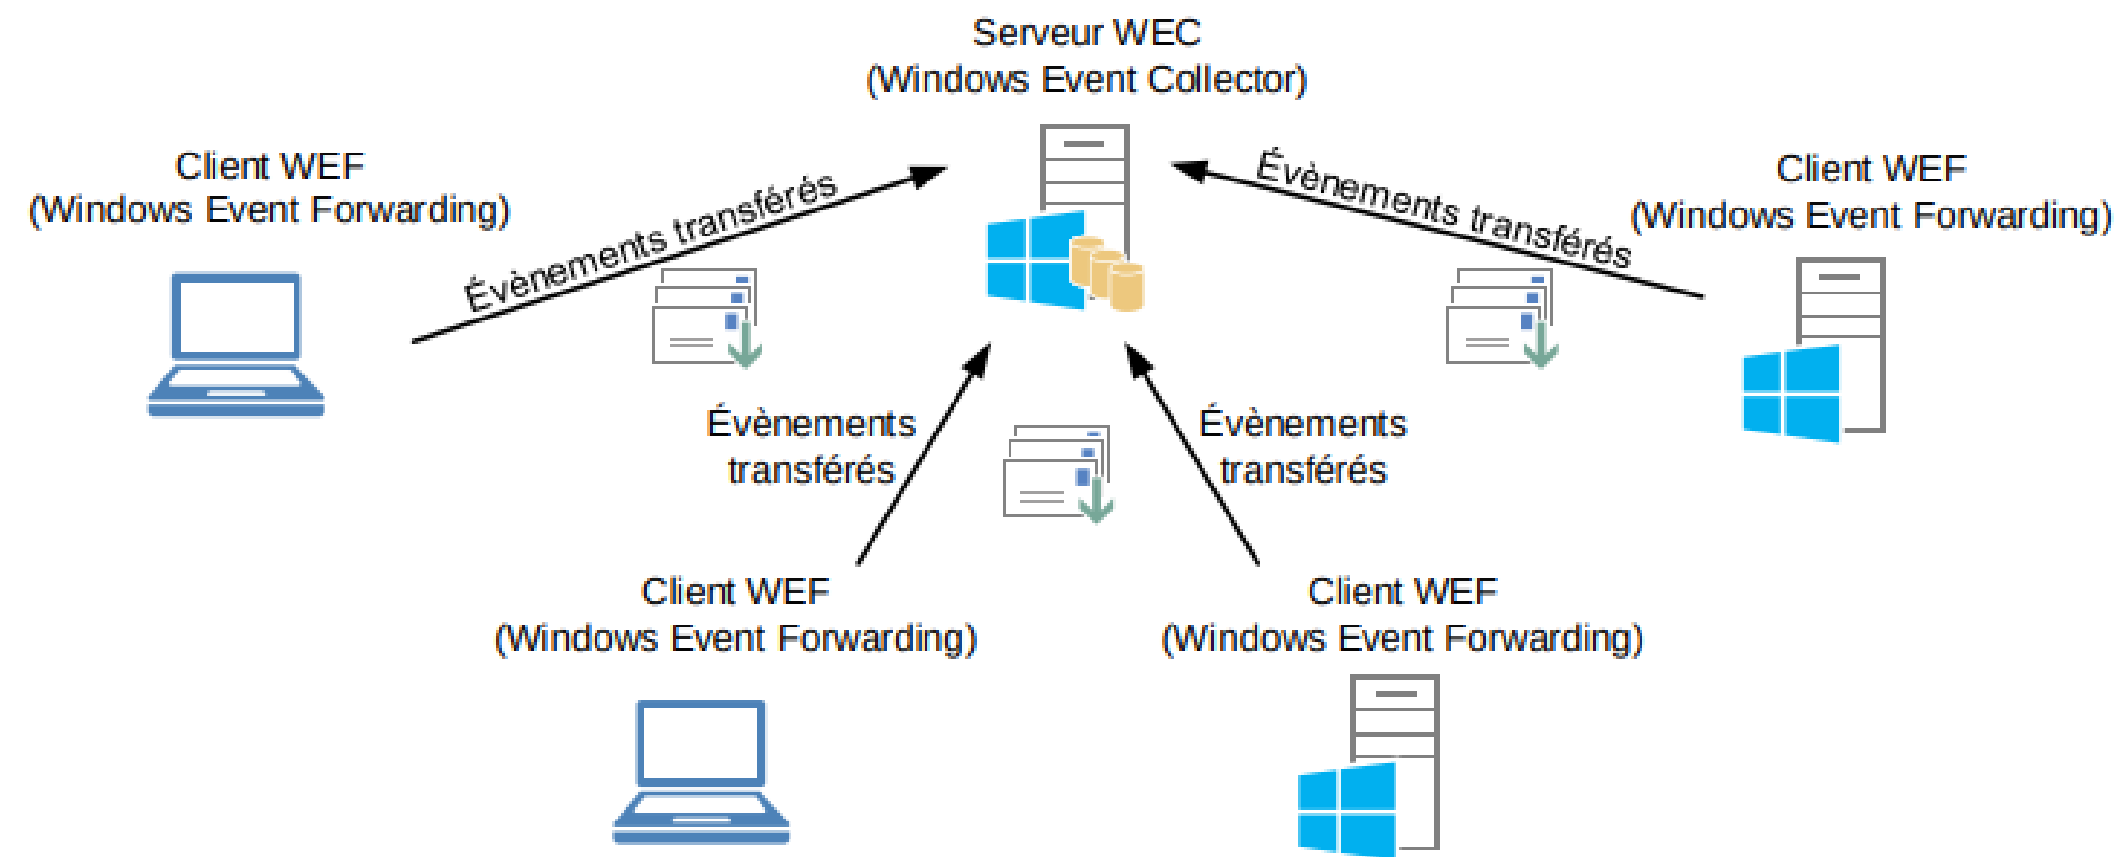 Serveur WEC
(Windows Event Collector)
Client WEF
(Windows Event Forwarding)
Évènements transférés
Évènements transférés
Client WEF
(Windows Event Forwarding)
Évènements
transférés
Évènements
transférés
Client WEF
(Windows Event Forwarding)
Client WEF
(Windows Event Forwarding)